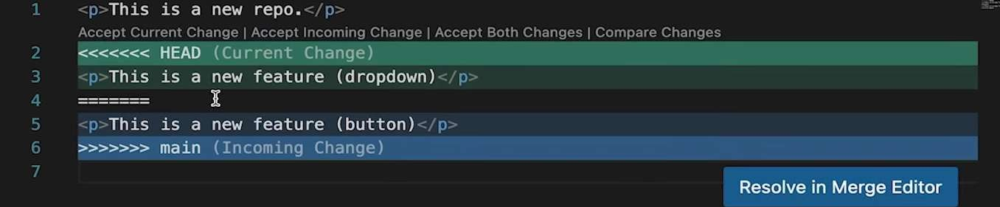 1 <p>This is a new repo.</p>
Accept Current Change | Accept Incoming Change | Accept Both Changes | Compare Changes
2 <<<<<<< HEAD (Current Change)
3 <p>This is a new feature (dropdown)</p>
4 =======
5 <p>This is a new feature (button)</p>
6 >>>>>>> main (Incoming Change)
7
Resolve in Merge Editor